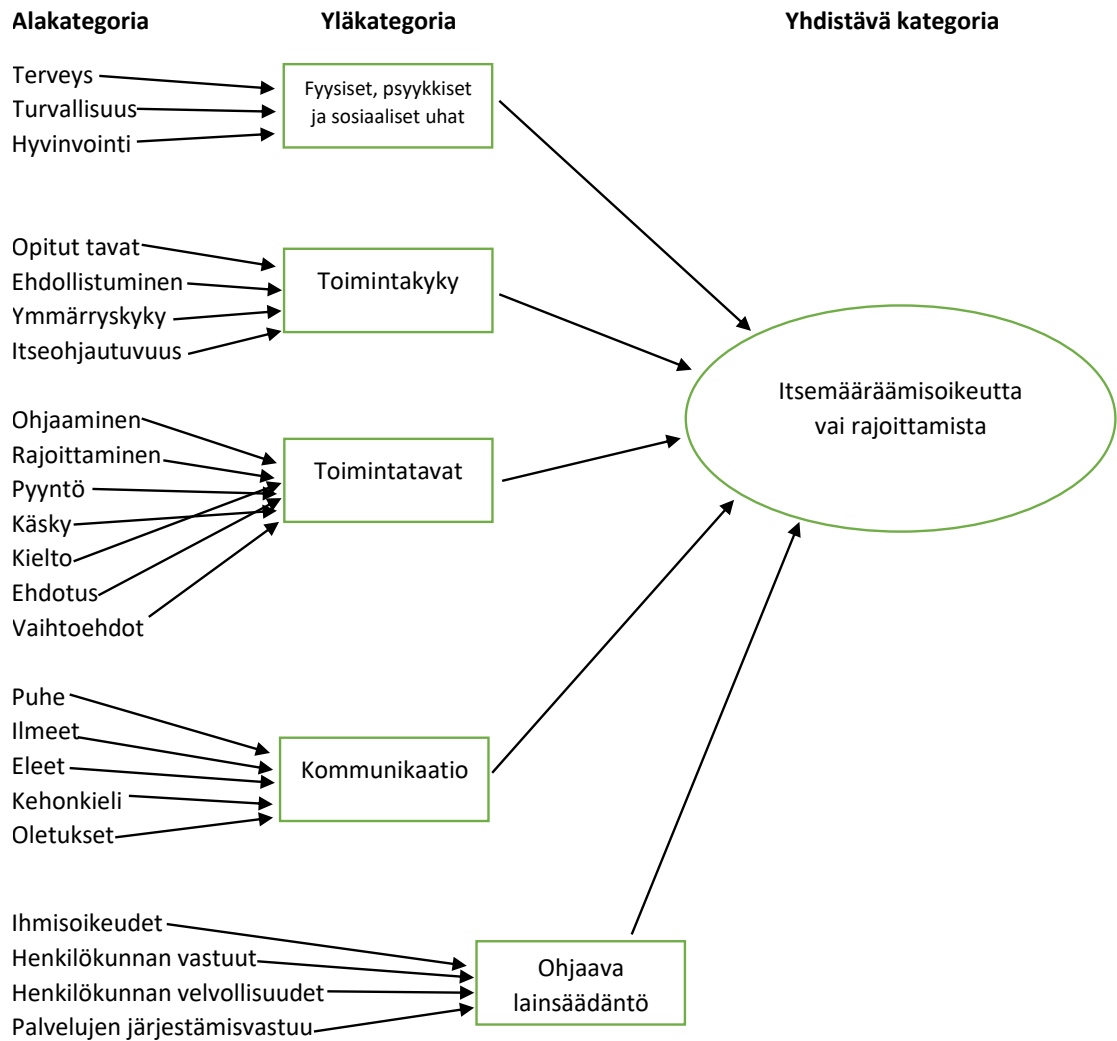 Alakategoria
Yläkategoria
Yhdistävä kategoria
Terveys
Turvallisuus
Hyvinvointi
Fyysiset, psyykkiset
ja sosiaaliset uhat
Opitut tavat
Ehdollistuminen
Ymmärryskyky
Itseohjautuvuus
Toimintakyky
Itsemääräämisoikeutta
vai rajoittamista
Ohjaaminen
Rajoittaminen
Pyyntö
Käsky
Kielto
Ehdotus
Vaihtoehdot
Toimintatavat
Puhe
Ilmeet
Eleet
Kehonkieli
Oletukset
Kommunikaatio
Ihmisoikeudet
Henkilökunnan vastuut
Henkilökunnan velvollisuudet
Palvelujen järjestämisvastuu
Ohjaava
lainsäädäntö